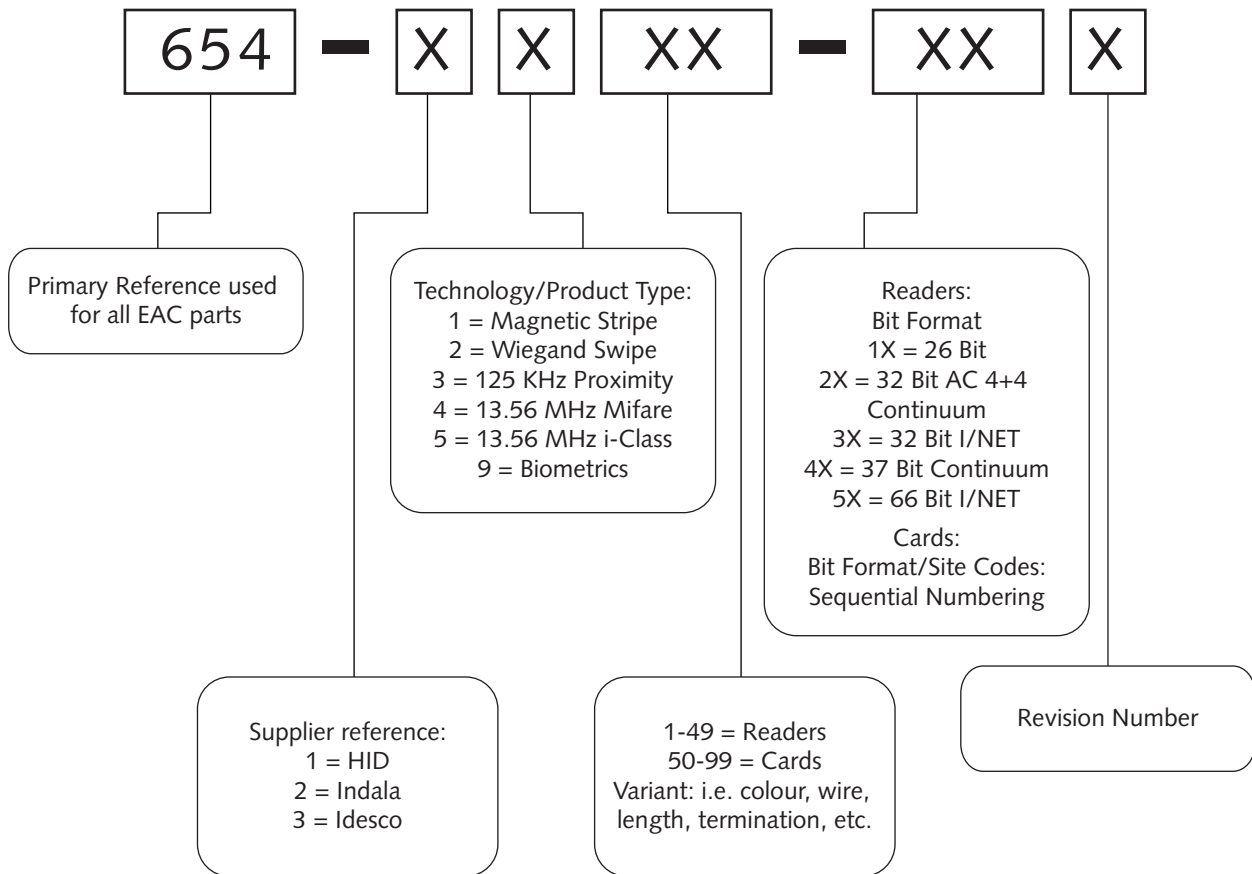 654 - X X XX - XX X
Primary Reference used
for all EAC parts
Technology/Product Type:
1 = Magnetic Stripe
2 = Wiegand Swipe
3 = 125 KHz Proximity
4 = 13.56 MHz Mifare
5 = 13.56 MHz i-Class
9 = Biometrics
Readers:
Bit Format
1X = 26 Bit
2X = 32 Bit AC 4+4
Continuum
3X = 32 Bit I/NET
4X = 37 Bit Continuum
5X = 66 Bit I/NET
Cards:
Bit Format/Site Codes:
Sequential Numbering
Supplier reference:
1 = HID
2 = Indala
3 = Idesco
1-49 = Readers
50-99 = Cards
Variant: i.e. colour, wire,
length, termination, etc.
Revision Number